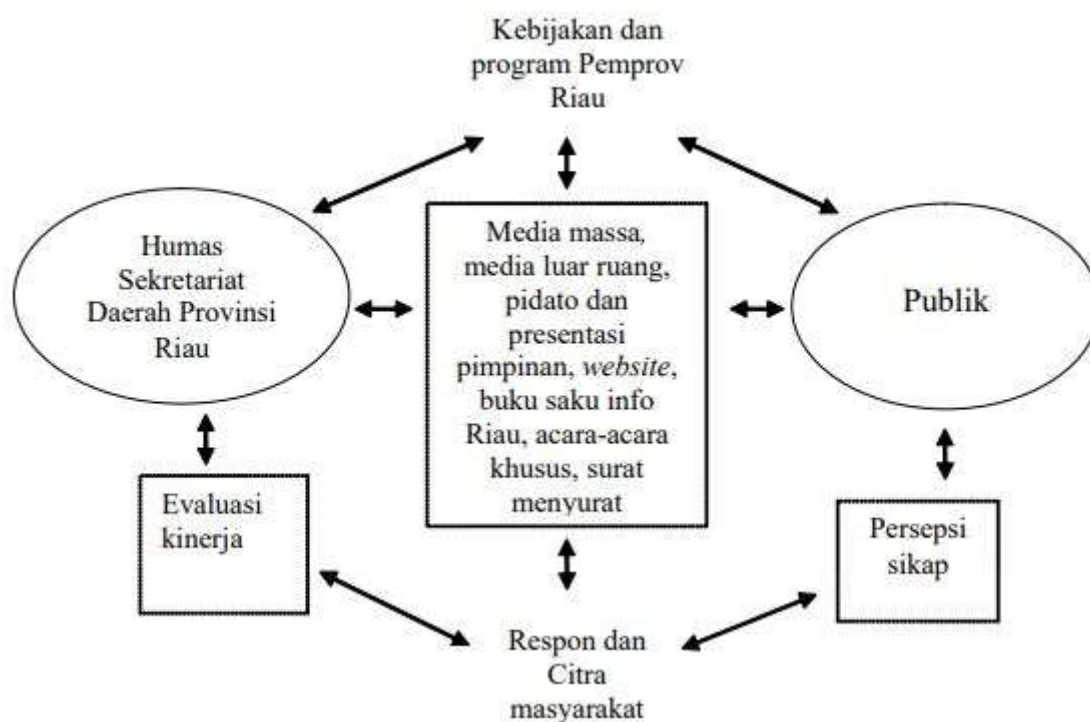 Kebijakan dan
program Pemprov
Riau
Humas
Sekretariat
Daerah Provinsi
Riau
Media massa,
media luar ruang,
pidato dan
presentasi
pimpinan, website,
buku saku info
Riau, acara-acara
khusus, surat
menyurat
Publik
Evaluasi
kinerja
Persepsi
sikap
Respon dan
Citra
masyarakat